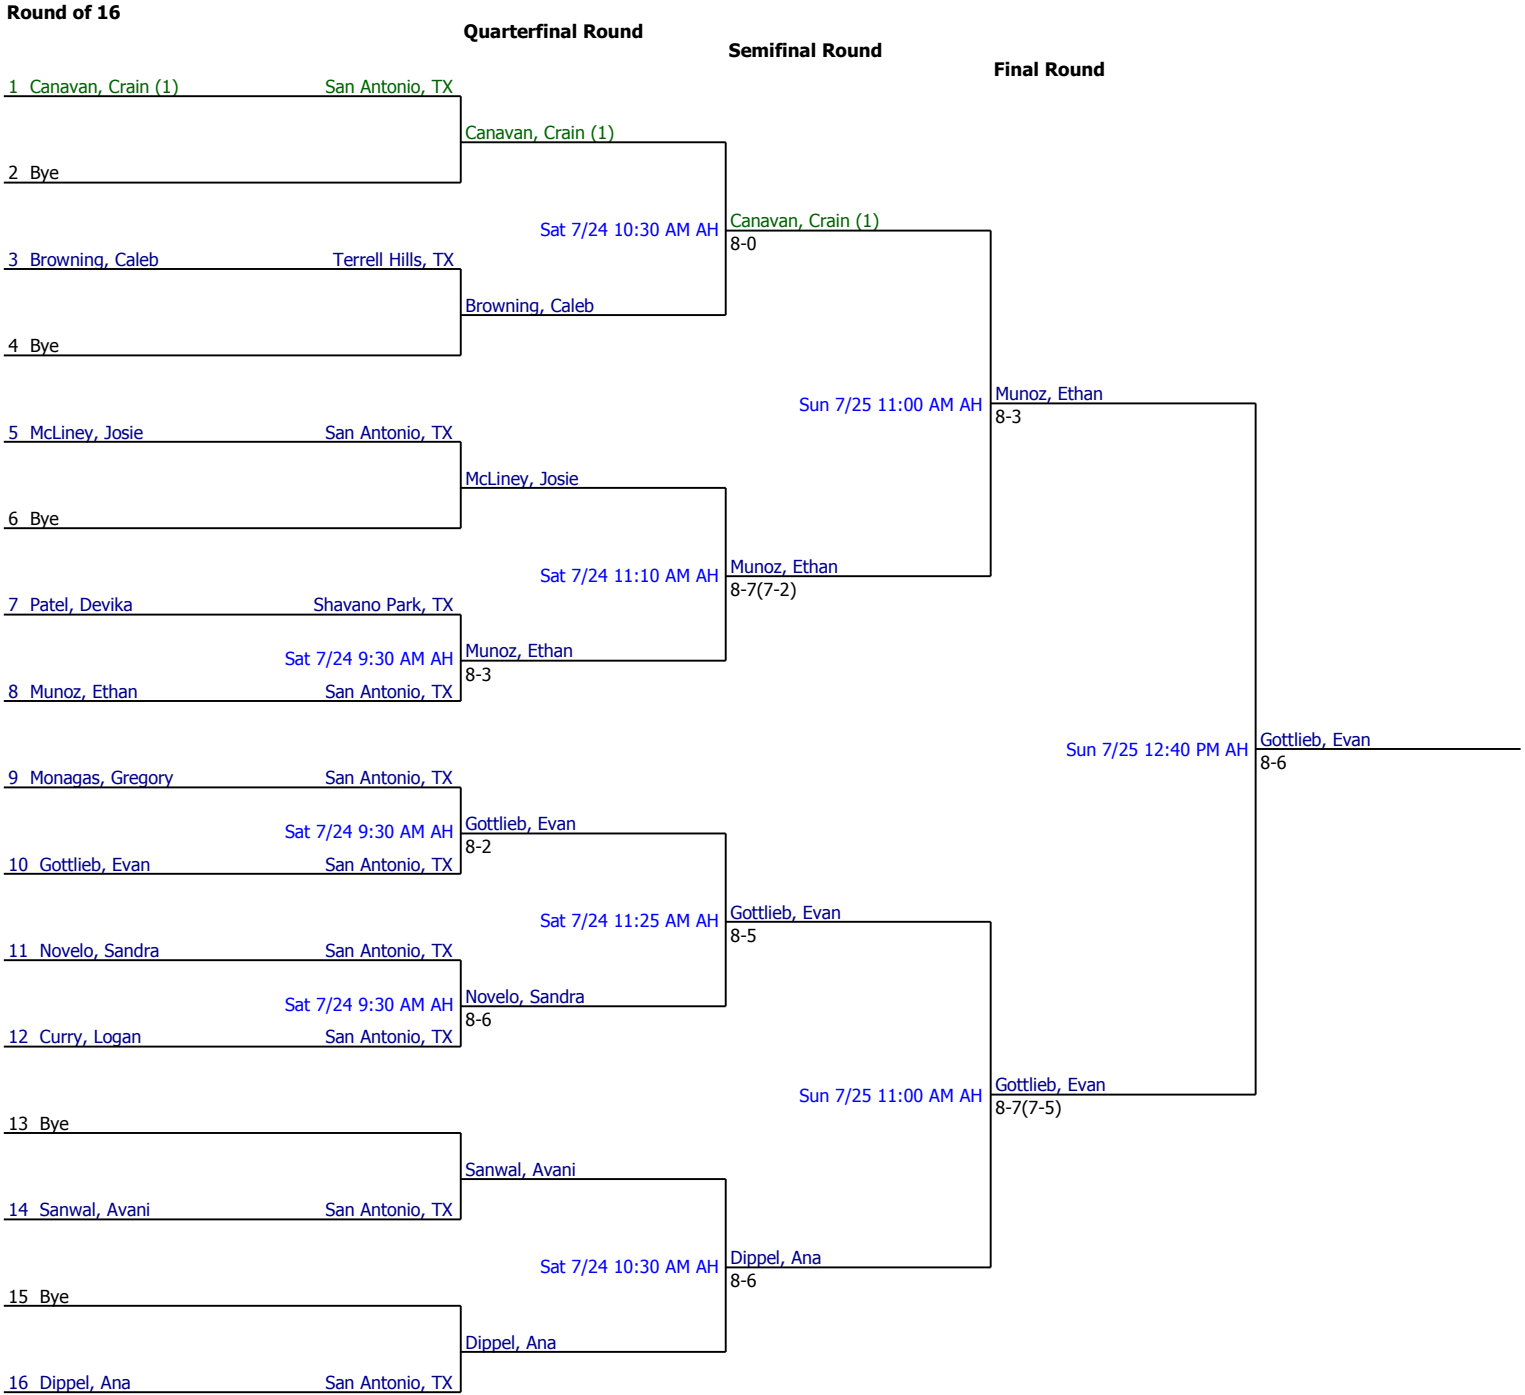 Round of 16
Quarterfinal Round
Semifinal Round
Final Round
1 Canavan, Crain (1) San Antonio, TX
Canavan, Crain (1)
2 Bye
Sat 7/24 10:30 AM AH Canavan, Crain (1)
8-0
3 Browning, Caleb Terrell Hills, TX
Browning, Caleb
4 Bye
Sun 7/25 11:00 AM AH Munoz, Ethan
8-3
5 McLiney, Josie San Antonio, TX
McLiney, Josie
6 Bye
Sat 7/24 11:10 AM AH Munoz, Ethan
8-7(7-2)
7 Patel, Devika Shavano Park, TX
Sat 7/24 9:30 AM AH Munoz, Ethan
8-3
8 Munoz, Ethan San Antonio, TX
Sun 7/25 12:40 PM AH Gottlieb, Evan
8-6
9 Monagas, Gregory San Antonio, TX
Sat 7/24 9:30 AM AH Gottlieb, Evan
8-2
10 Gottlieb, Evan San Antonio, TX
Sat 7/24 11:25 AM AH Gottlieb, Evan
8-5
11 Novelo, Sandra San Antonio, TX
Sat 7/24 9:30 AM AH Novelo, Sandra
8-6
12 Curry, Logan San Antonio, TX
Sun 7/25 11:00 AM AH Gottlieb, Evan
8-7(7-5)
13 Bye
Sanwal, Avani
14 Sanwal, Avani San Antonio, TX
Sat 7/24 10:30 AM AH Dippel, Ana
8-6
15 Bye
Dippel, Ana
16 Dippel, Ana San Antonio, TX